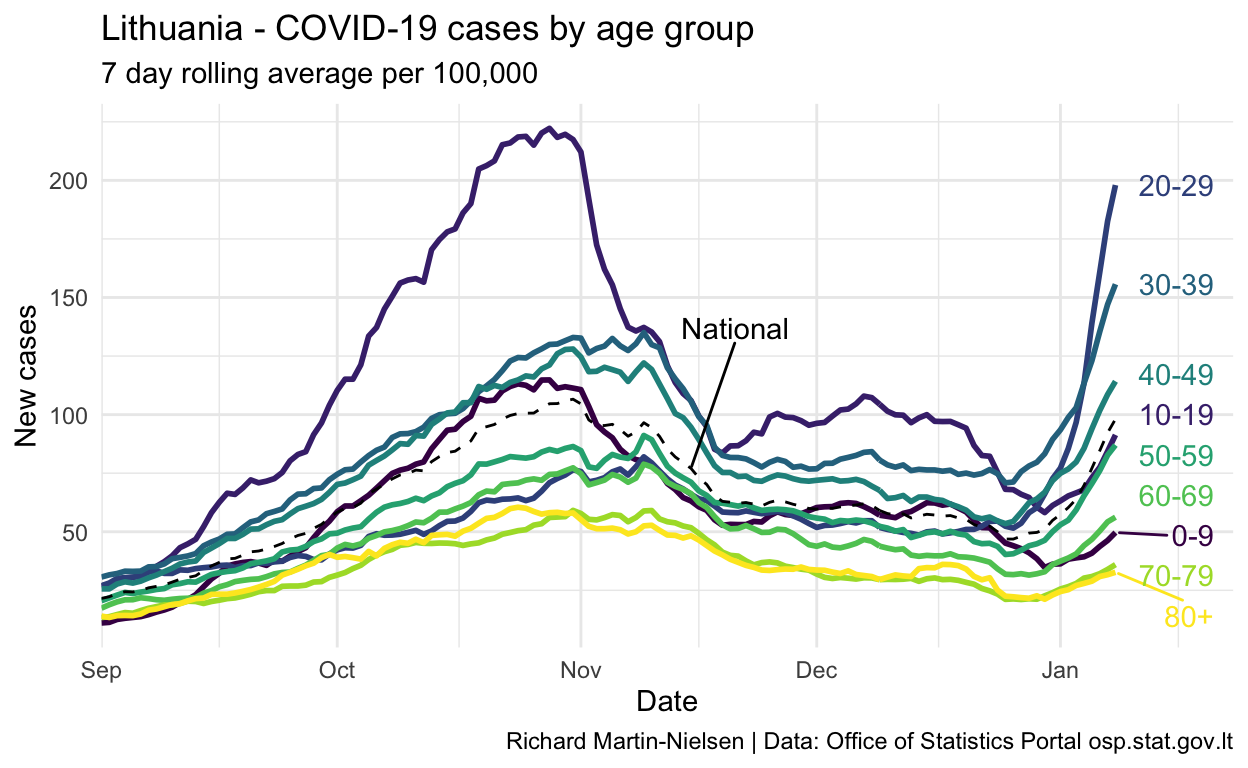 Lithuania - COVID-19 cases by age group
7 day rolling average per 100,000
New cases
200
150
100
50
National
20-29
30-39
40-49
10-19
50-59
60-69
0-9
70-79
80+
Sep Oct Nov Dec Jan
Date
Richard Martin-Nielsen | Data: Office of Statistics Portal osp.stat.gov.lt